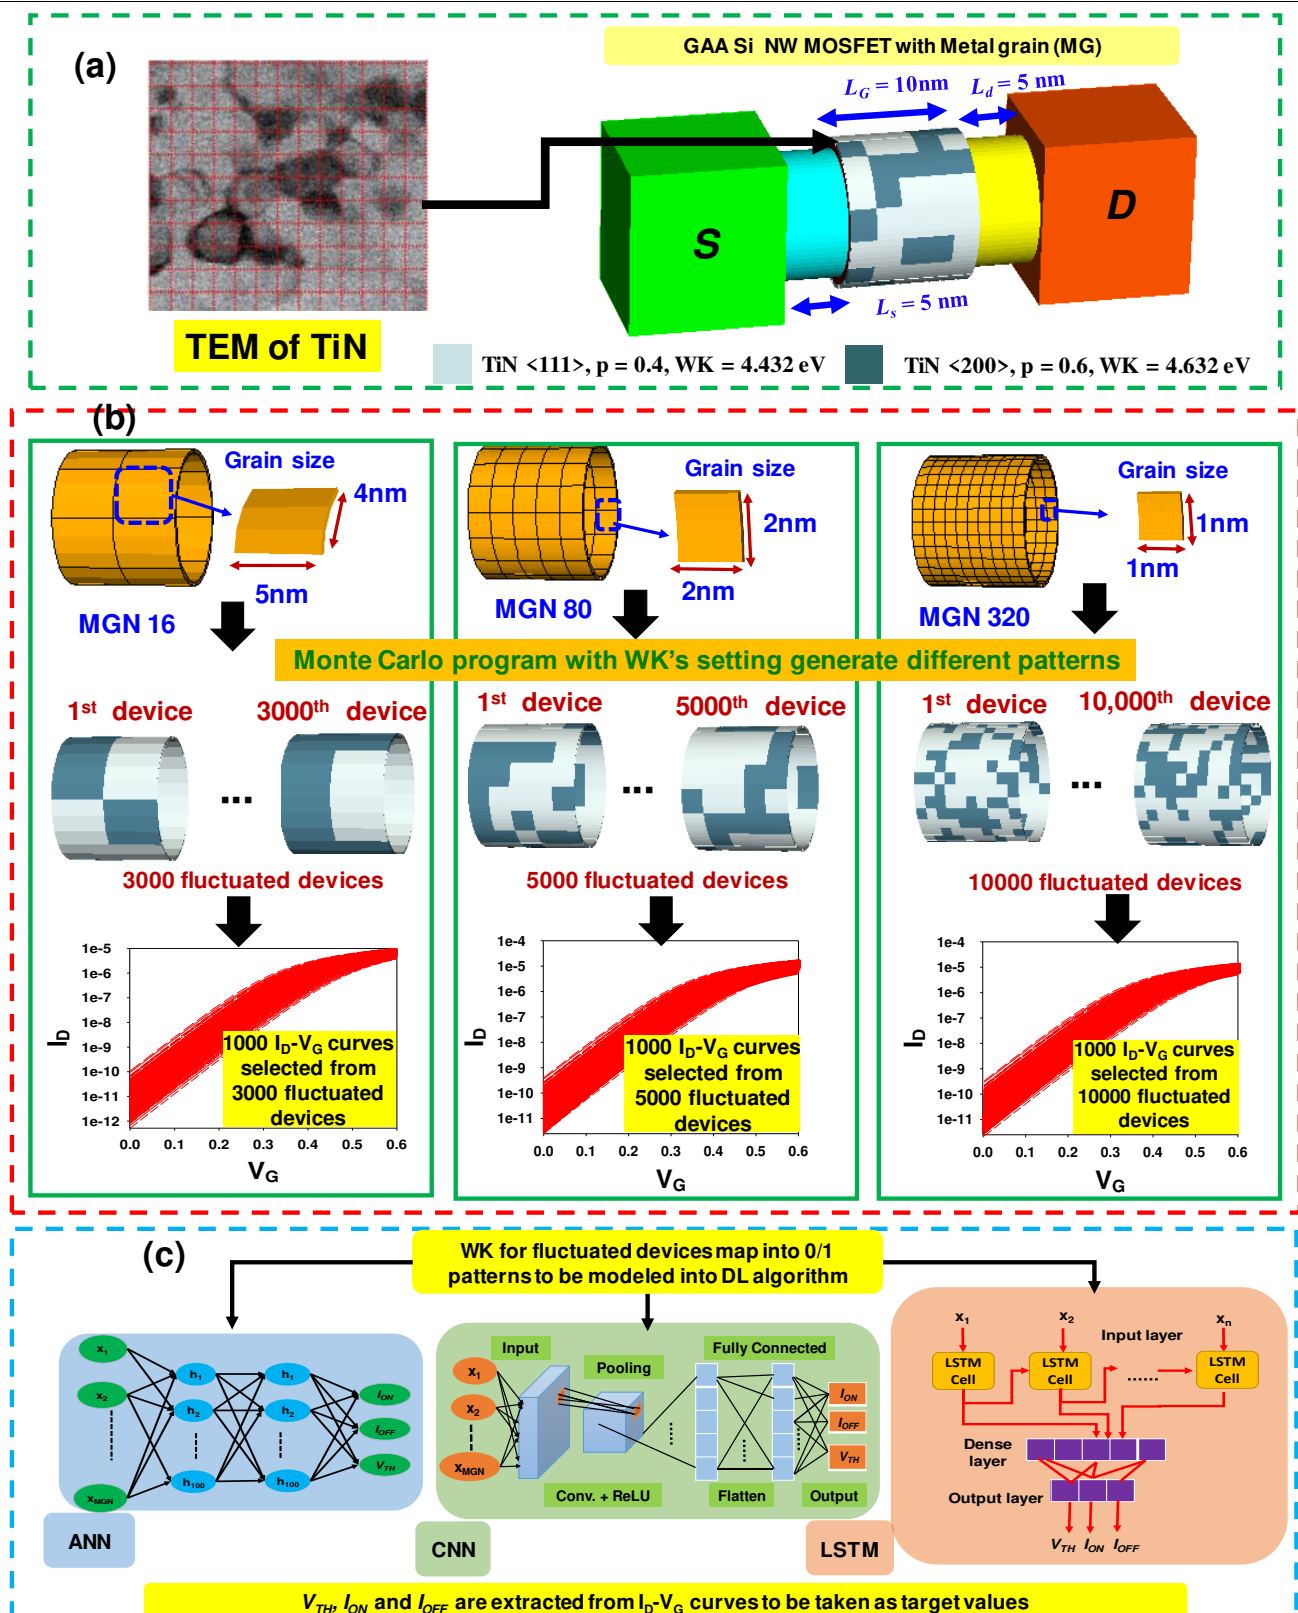 (a)
GAA Si NW MOSFET with Metal grain (MG)
L_G = 10nm
L_d = 5 nm
S
D
L_s = 5 nm
TEM of TiN
TiN <111>, p = 0.4, WK = 4.432 eV
TiN <200>, p = 0.6, WK = 4.632 eV
(b)
Grain size
4nm
5nm
MGN 16
Grain size
2nm
2nm
MGN 80
Grain size
1nm
1nm
MGN 320
Monte Carlo program with WK's setting generate different patterns
1st device
3000th device
...
3000 fluctuated devices
1st device
5000th device
...
5000 fluctuated devices
1st device
10,000th device
...
10000 fluctuated devices
1e-5
1e-6
1e-7
1e-8
1e-9
1e-10
1e-11
1e-12
I_D
0.0 0.1 0.2 0.3 0.4 0.5 0.6
V_G
1000 I_D-V_G curves
selected from
3000 fluctuated
devices
1e-4
1e-5
1e-6
1e-7
1e-8
1e-9
1e-10
1e-11
I_D
0.0 0.1 0.2 0.3 0.4 0.5 0.6
V_G
1000 I_D-V_G curves
selected from
5000 fluctuated
devices
1e-4
1e-5
1e-6
1e-7
1e-8
1e-9
1e-10
1e-11
I_D
0.0 0.1 0.2 0.3 0.4 0.5 0.6
V_G
1000 I_D-V_G curves
selected from
10000 fluctuated
devices
(c)
WK for fluctuated devices map into 0/1
patterns to be modeled into DL algorithm
x_1
x_2
x_MGN
h_1
h_2
h_100
h_1
h_2
h_100
I_ON
I_OFF
V_TH
ANN
Input
Pooling
Fully Connected
x_1
x_2
x_MGN
I_ON
I_OFF
V_TH
Conv. + ReLU
Flatten
Output
CNN
x_1
x_2
x_n
Input layer
LSTM
Cell
LSTM
Cell
......
LSTM
Cell
Dense
layer
Output layer
V_TH I_ON I_OFF
LSTM
V_TH, I_ON and I_OFF are extracted from I_D-V_G curves to be taken as target values